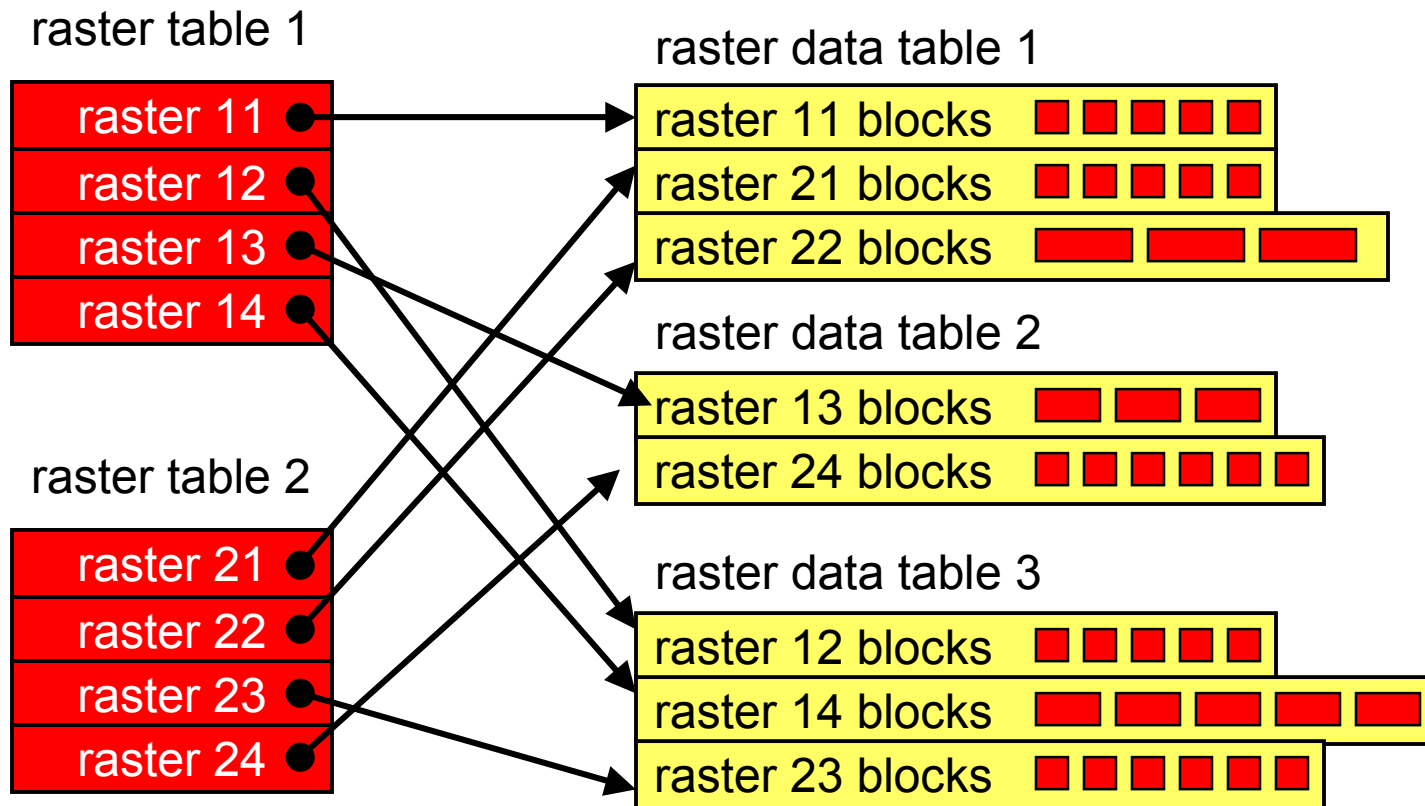 raster table 1
raster 11
raster 12
raster 13
raster 14
raster table 2
raster 21
raster 22
raster 23
raster 24
raster data table 1
raster 11 blocks
raster 21 blocks
raster 22 blocks
raster data table 2
raster 13 blocks
raster 24 blocks
raster data table 3
raster 12 blocks
raster 14 blocks
raster 23 blocks